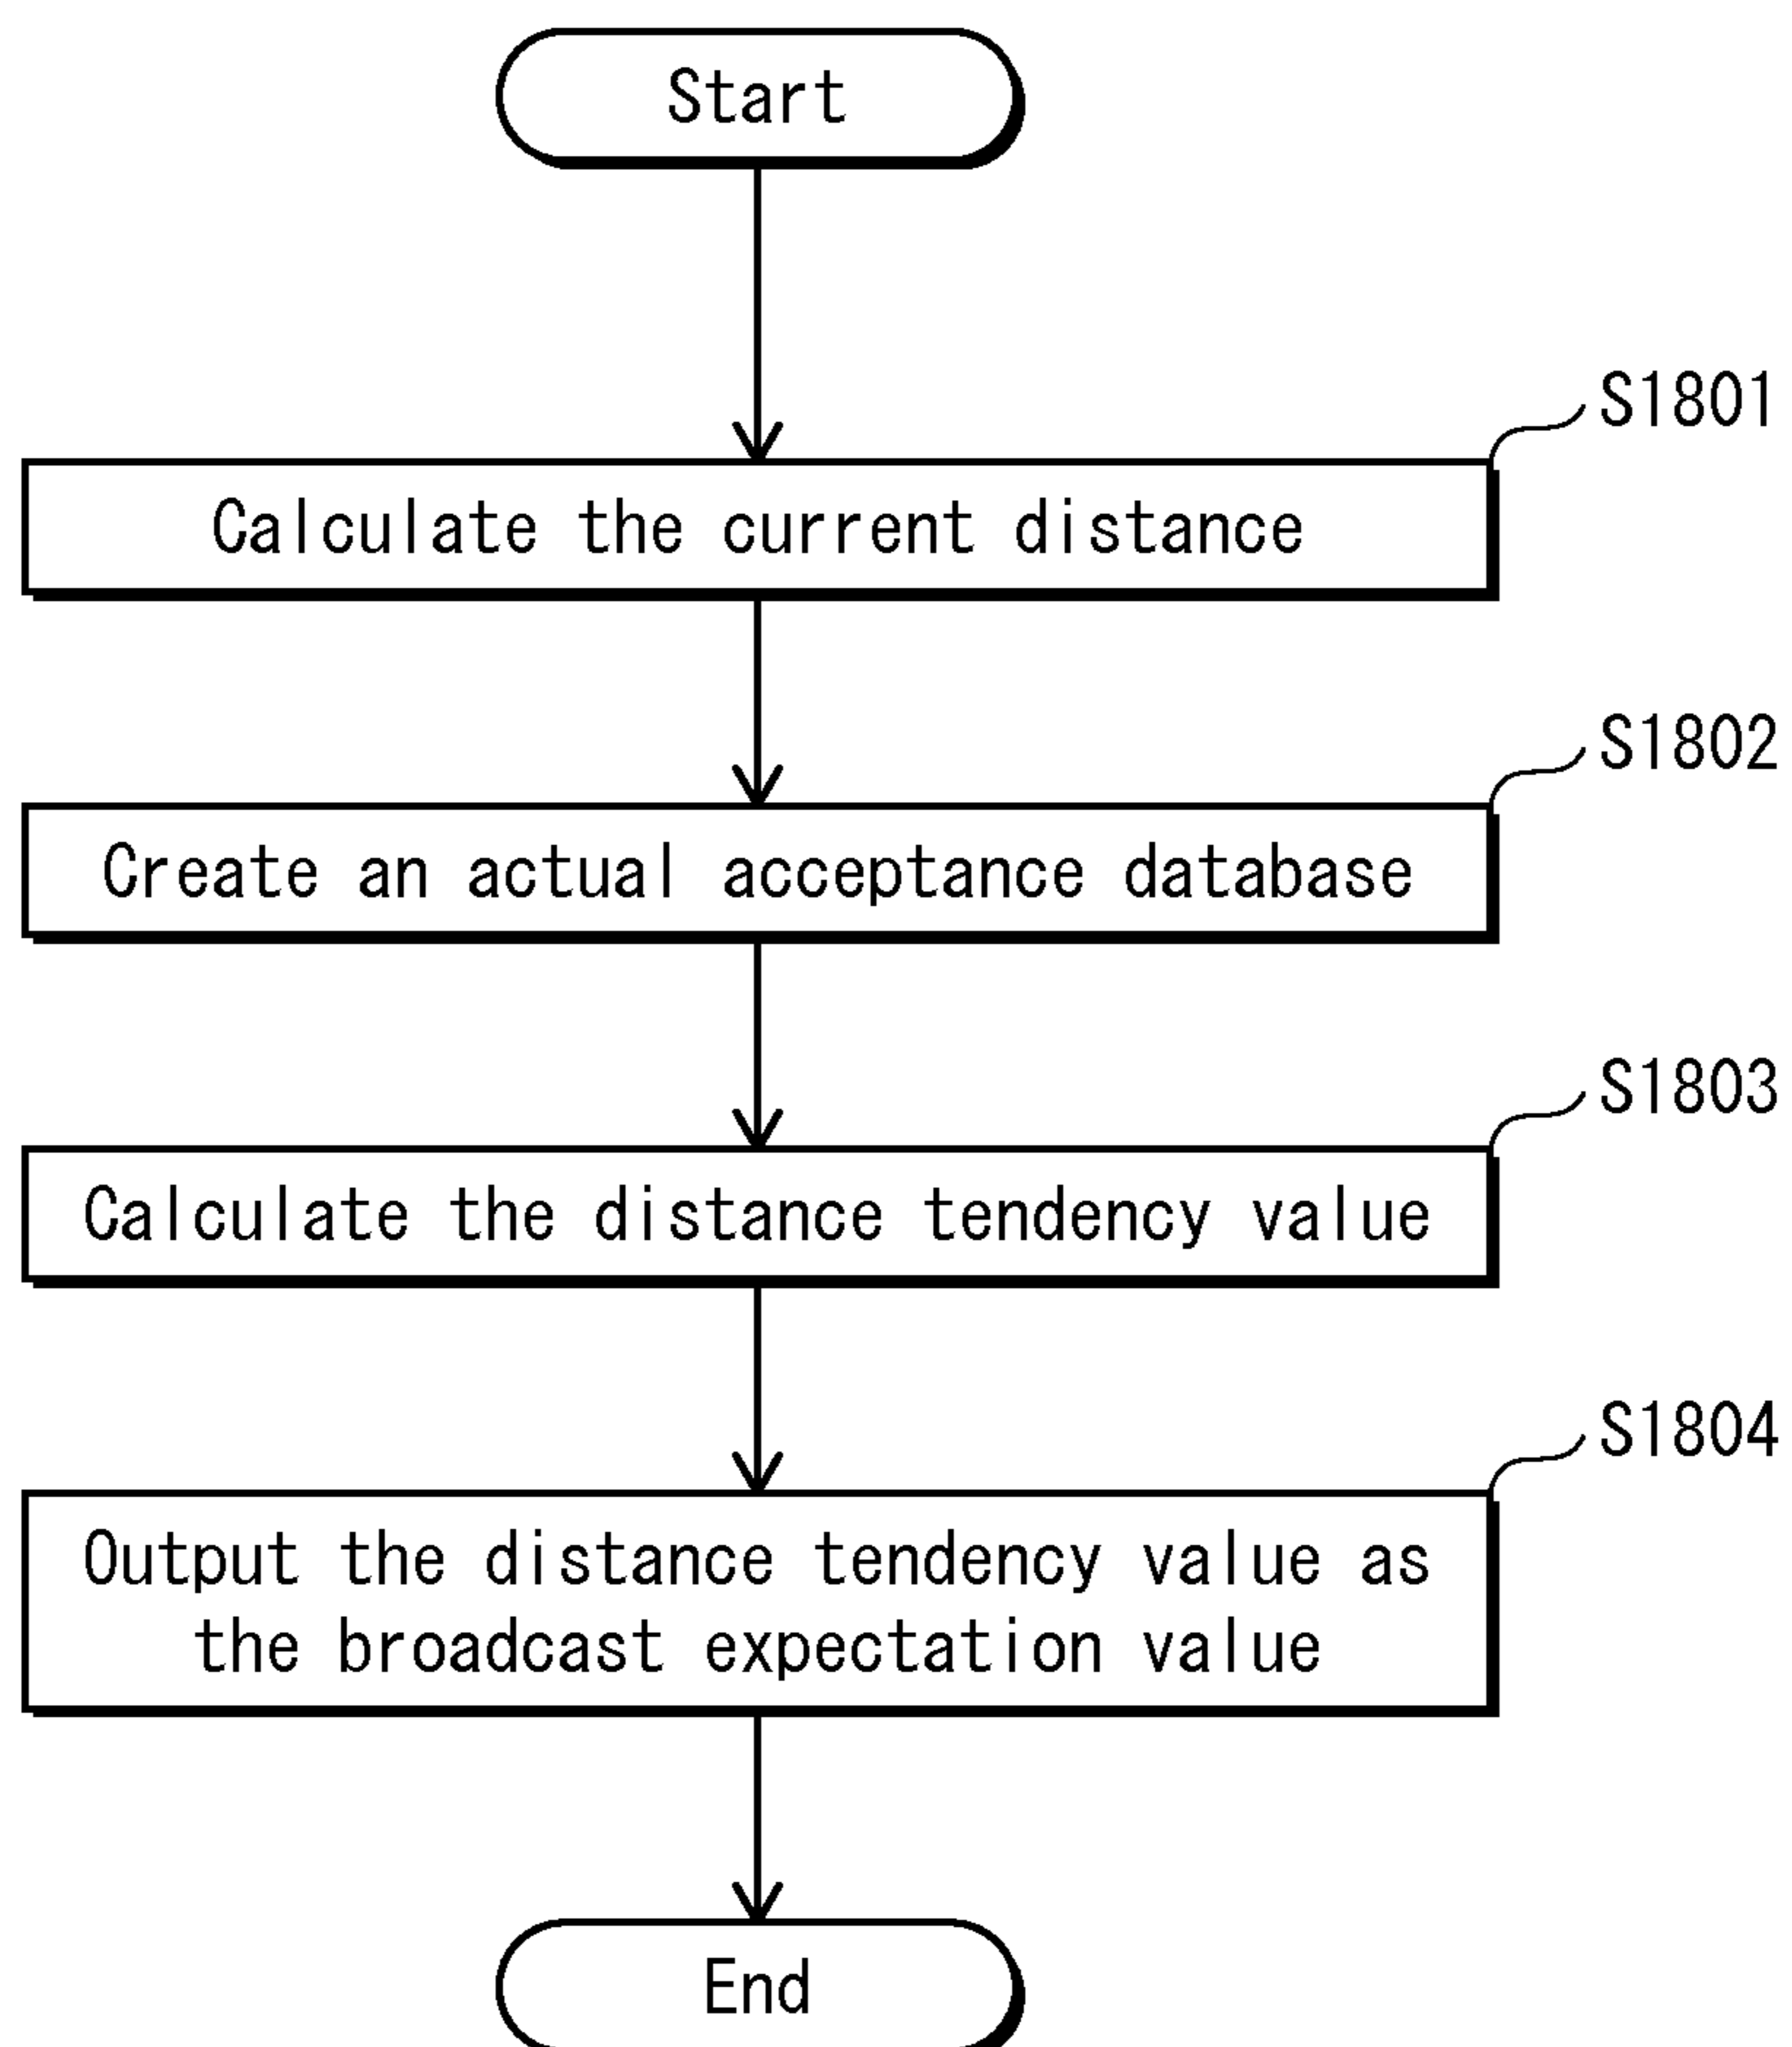 Start
S1801
Calculate the current distance
S1802
Create an actual acceptance database
S1803
Calculate the distance tendency value
S1804
Output the distance tendency value as
the broadcast expectation value
End